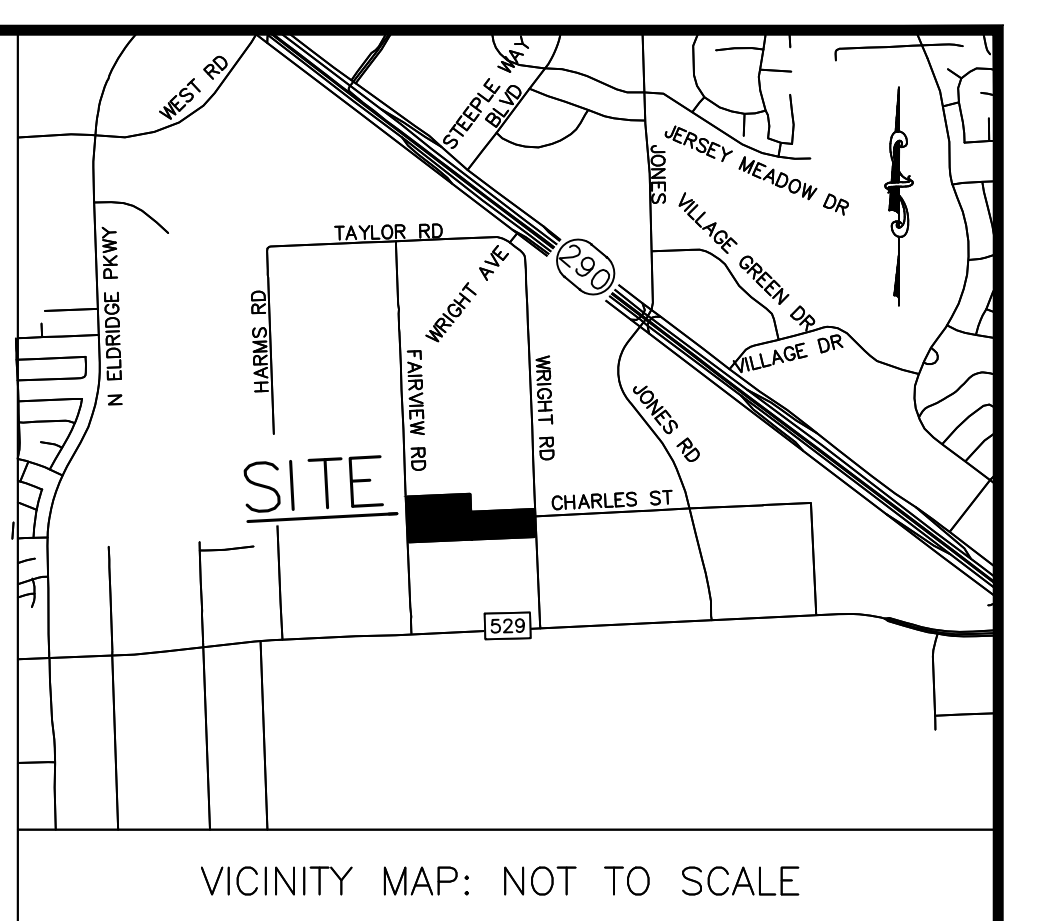 WEST RD
STEEPLE WAY
BLVD
JERSEY MEADOW DR
JONES
VILLAGE GREEN DR
TAYLOR RD
N ELDRIDGE PKWY
WRIGHT AVE
290
HARMS RD
VILLAGE DR
FAIRVIEW RD
WRIGHT RD
JONES RD
SITE
CHARLES ST
529
VICINITY MAP: NOT TO SCALE